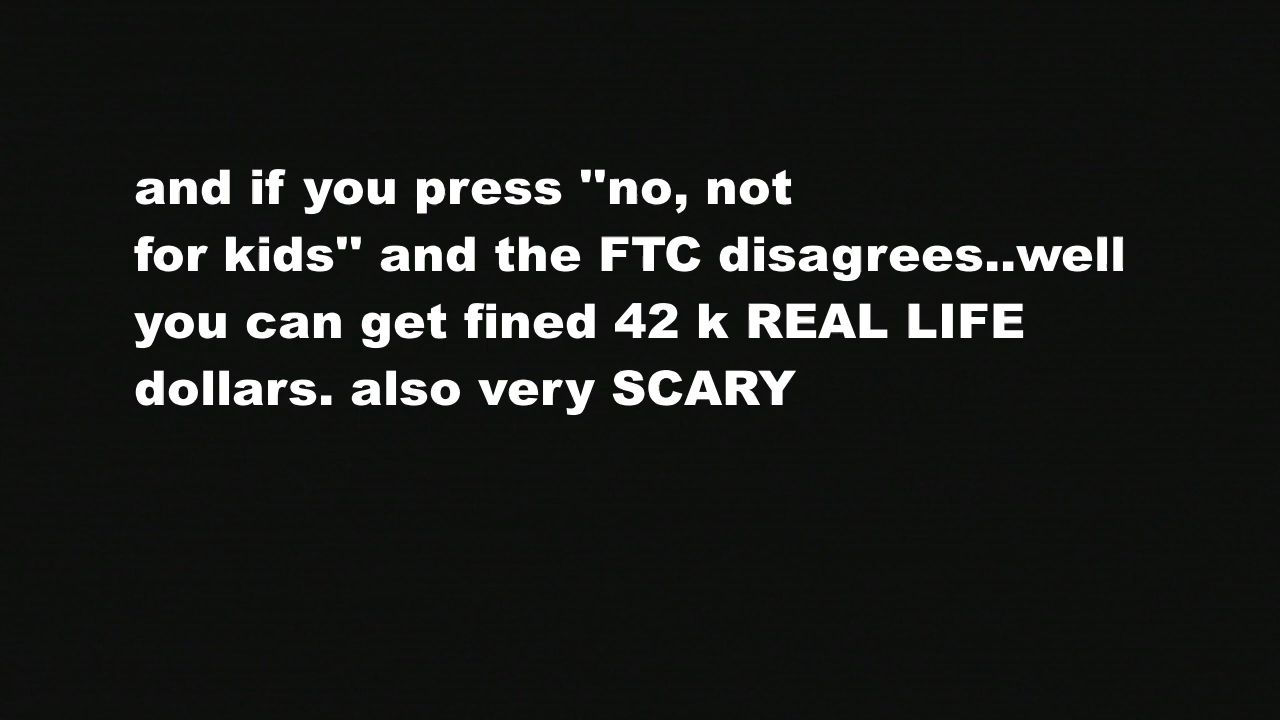 and if you press "no, not
for kids" and the FTC disagrees..well
you can get fined 42 k REAL LIFE
dollars. also very SCARY